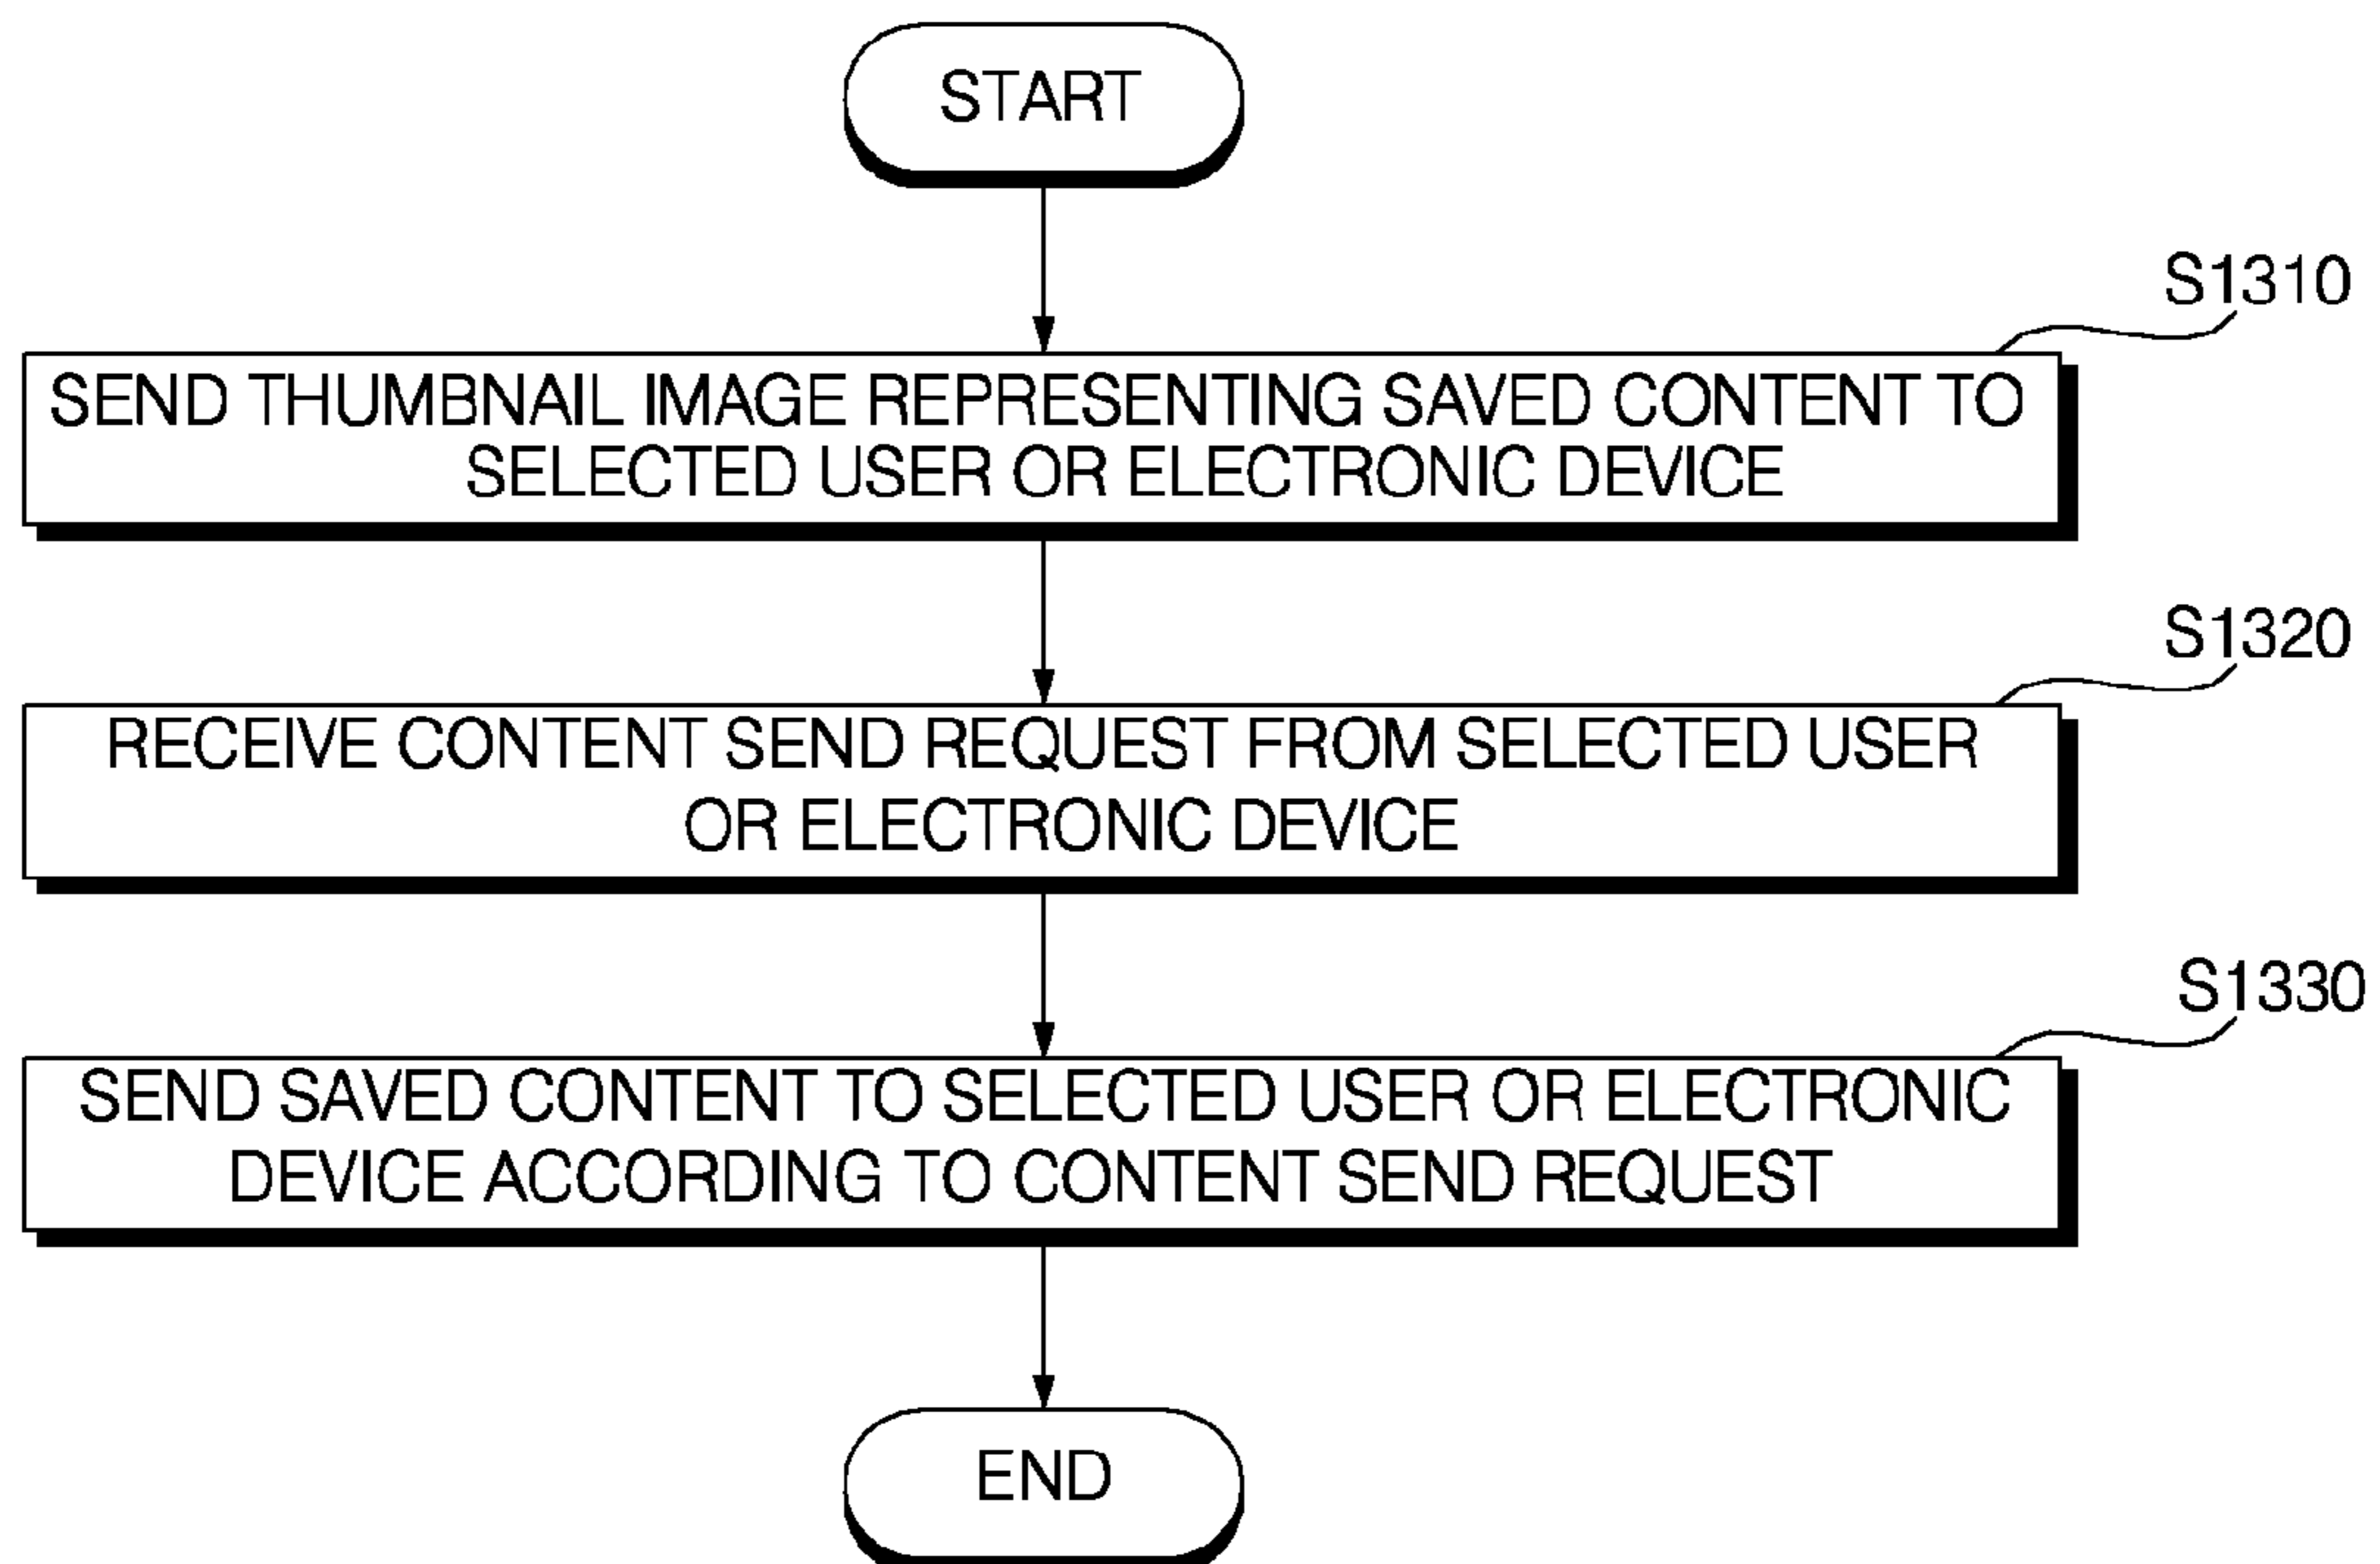 START
S1310
SEND THUMBNAIL IMAGE REPRESENTING SAVED CONTENT TO
SELECTED USER OR ELECTRONIC DEVICE
S1320
RECEIVE CONTENT SEND REQUEST FROM SELECTED USER
OR ELECTRONIC DEVICE
S1330
SEND SAVED CONTENT TO SELECTED USER OR ELECTRONIC
DEVICE ACCORDING TO CONTENT SEND REQUEST
END